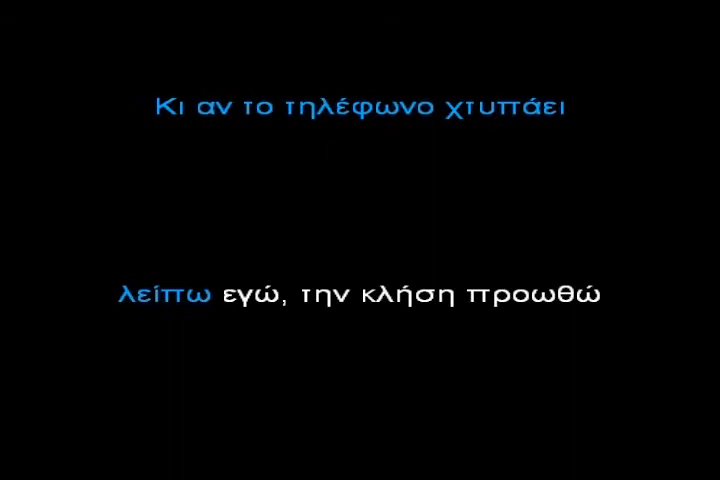 Κι αν το τηλέφωνο χτυπάει
λείπω εγώ, την κλήση προωθώ